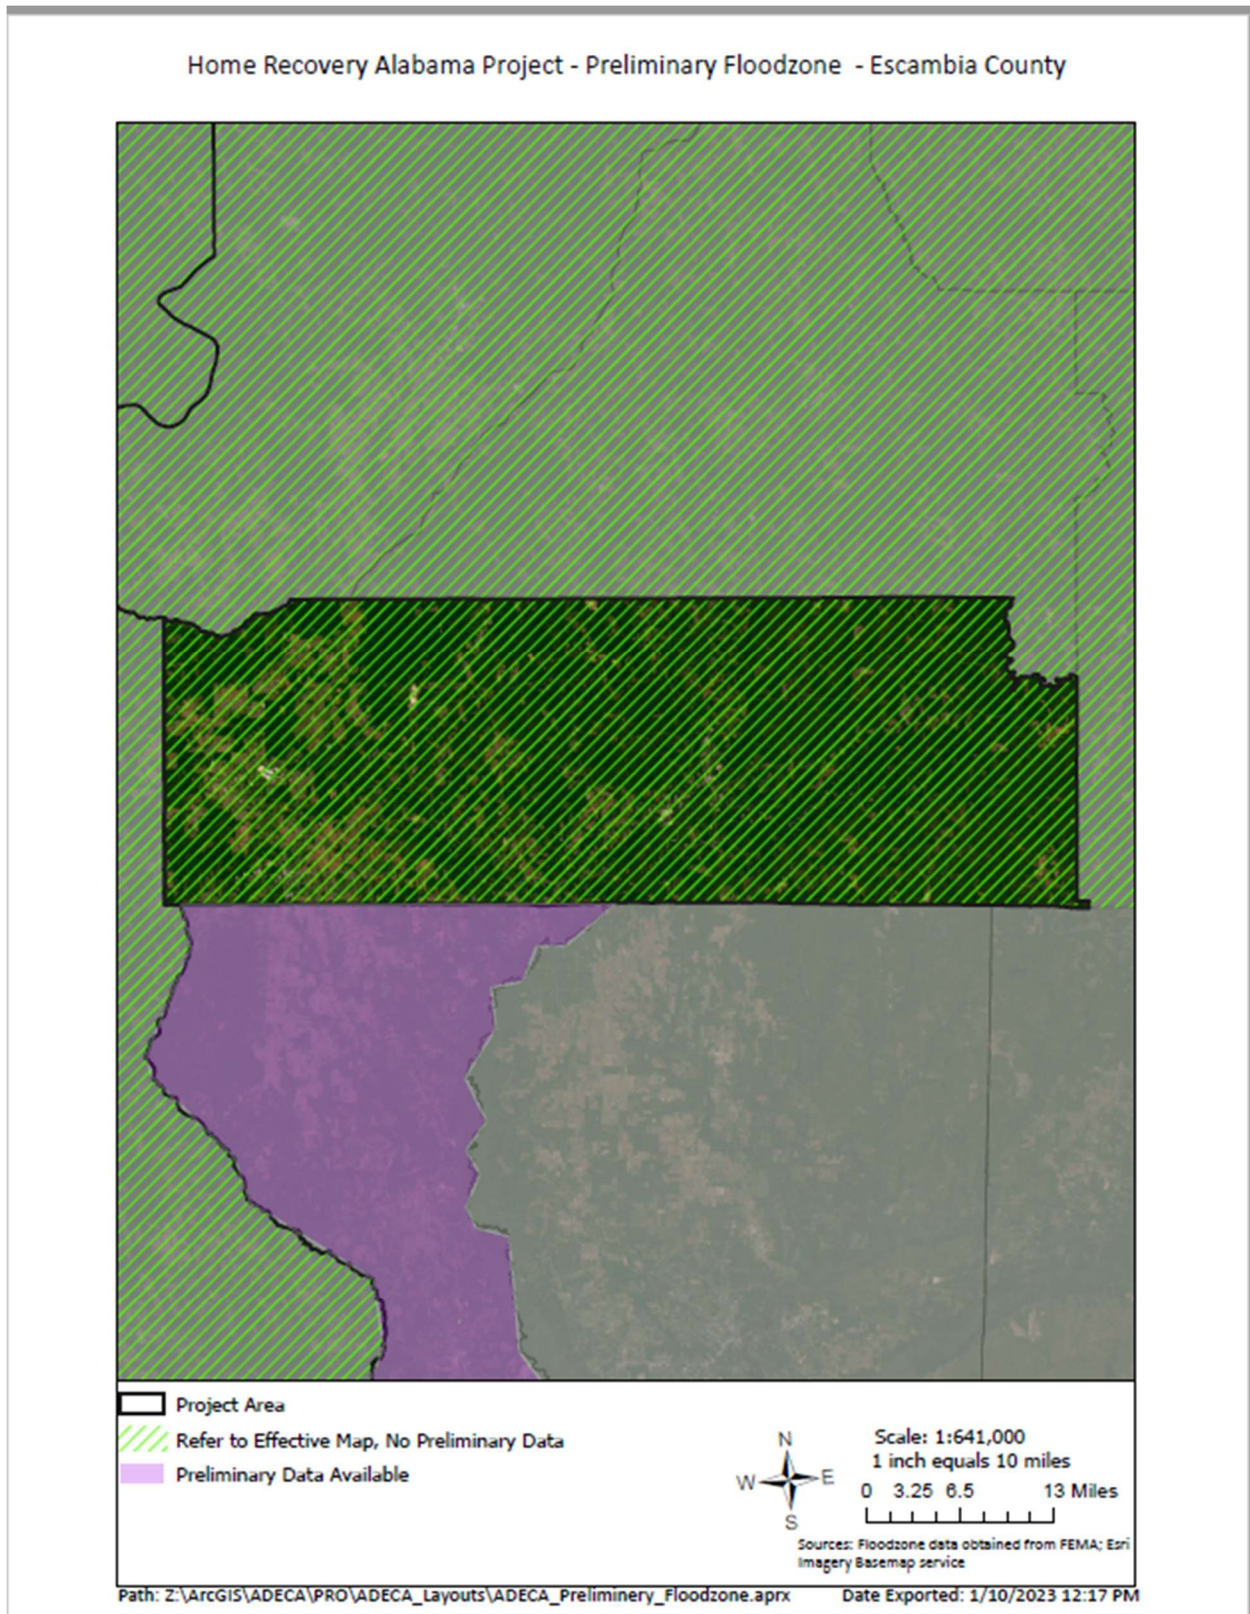 Home Recovery Alabama Project - Preliminary Floodzone - Escambia County
Project Area
Refer to Effective Map, No Preliminary Data
Preliminary Data Available
N
W E
S
Scale: 1:641,000
1 inch equals 10 miles
0 3.25 6.5 13 Miles
Sources: Floodzone data obtained from FEMA; Esri
Imagery Basemap service
Path: Z:\ArcGIS\ADECA\PRO\ADECA_Layouts\ADECA_Preliminery_Floodzone.aprx Date Exported: 1/10/2023 12:17 PM